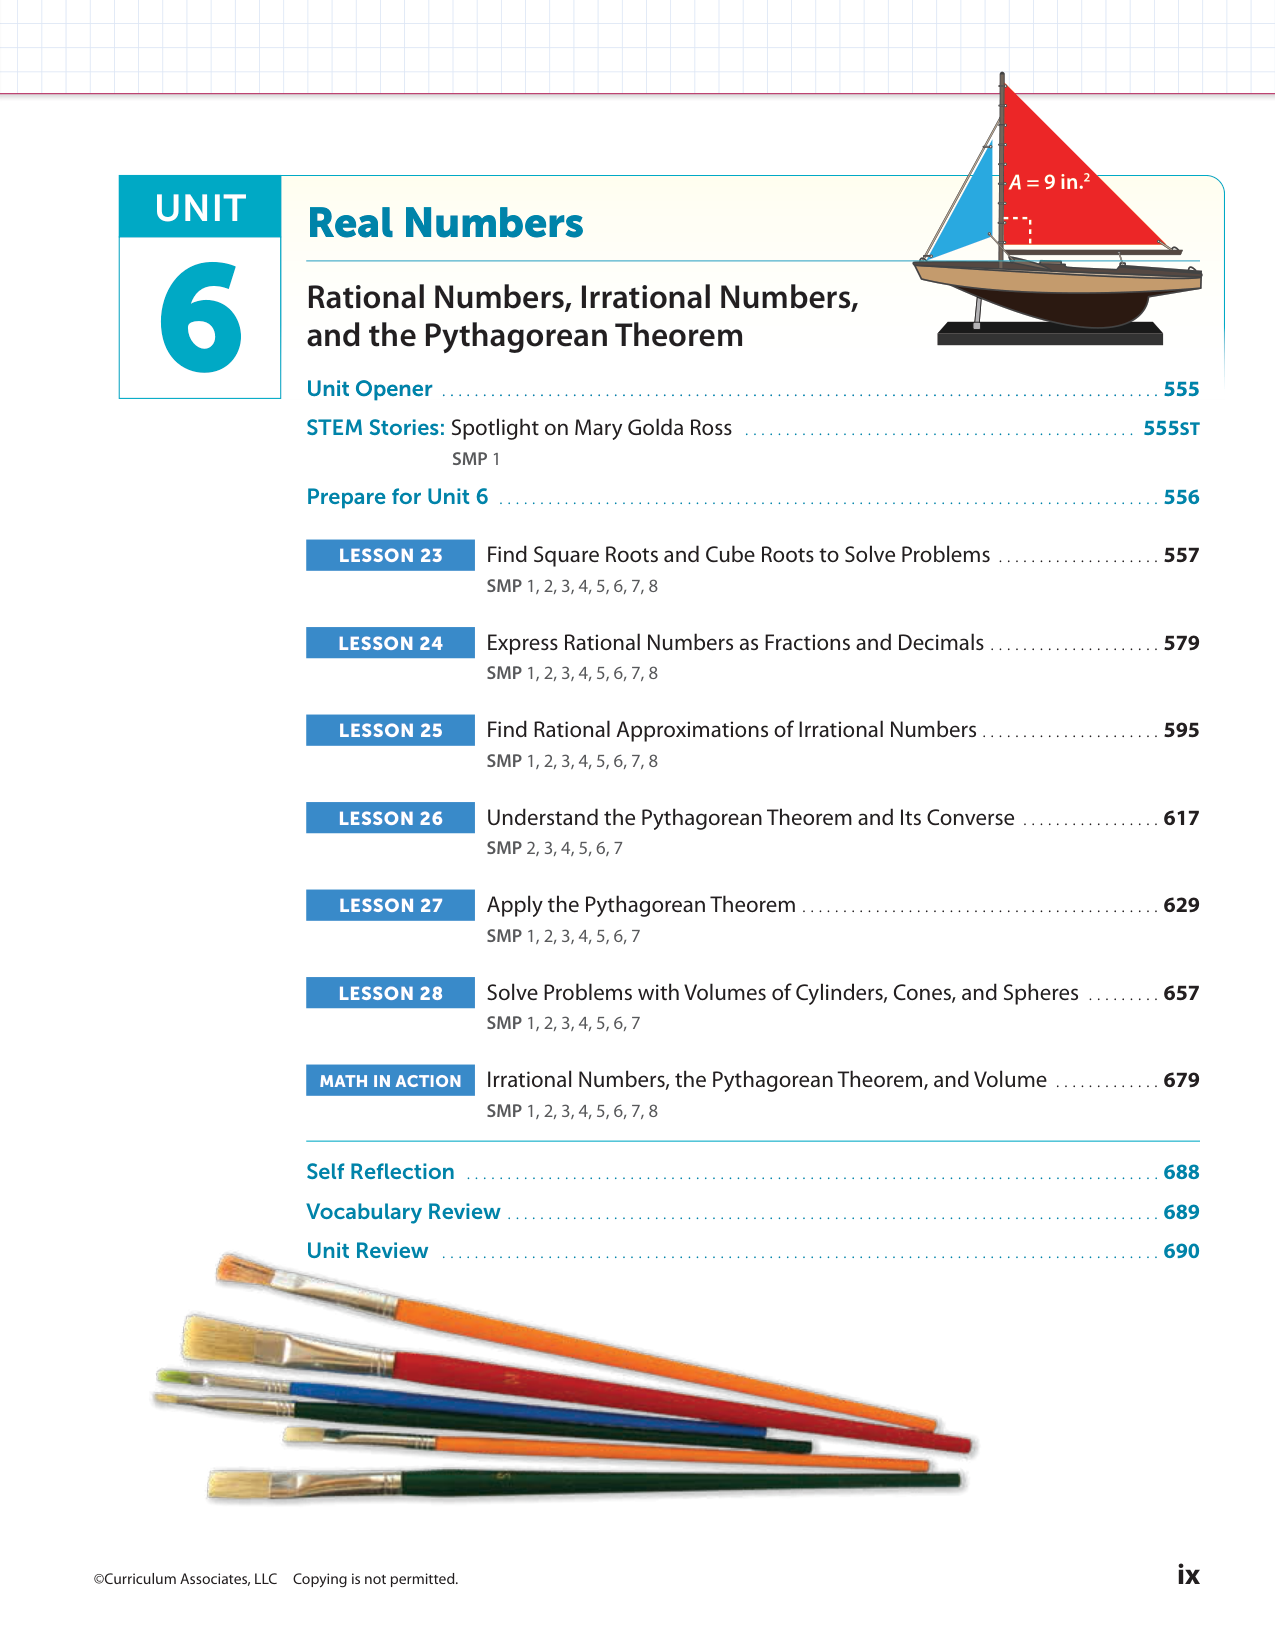 A = 9 in.²
UNIT
6
Real Numbers
Rational Numbers, Irrational Numbers,
and the Pythagorean Theorem
Unit Opener 555
STEM Stories: Spotlight on Mary Golda Ross 555ST
SMP 1
Prepare for Unit 6 556
LESSON 23 Find Square Roots and Cube Roots to Solve Problems 557
SMP 1, 2, 3, 4, 5, 6, 7, 8
LESSON 24 Express Rational Numbers as Fractions and Decimals 579
SMP 1, 2, 3, 4, 5, 6, 7, 8
LESSON 25 Find Rational Approximations of Irrational Numbers 595
SMP 1, 2, 3, 4, 5, 6, 7, 8
LESSON 26 Understand the Pythagorean Theorem and Its Converse 617
SMP 2, 3, 4, 5, 6, 7
LESSON 27 Apply the Pythagorean Theorem 629
SMP 1, 2, 3, 4, 5, 6, 7
LESSON 28 Solve Problems with Volumes of Cylinders, Cones, and Spheres 657
SMP 1, 2, 3, 4, 5, 6, 7
MATH IN ACTION Irrational Numbers, the Pythagorean Theorem, and Volume 679
SMP 1, 2, 3, 4, 5, 6, 7, 8
Self Reflection 688
Vocabulary Review 689
Unit Review 690
©Curriculum Associates, LLC Copying is not permitted.
ix